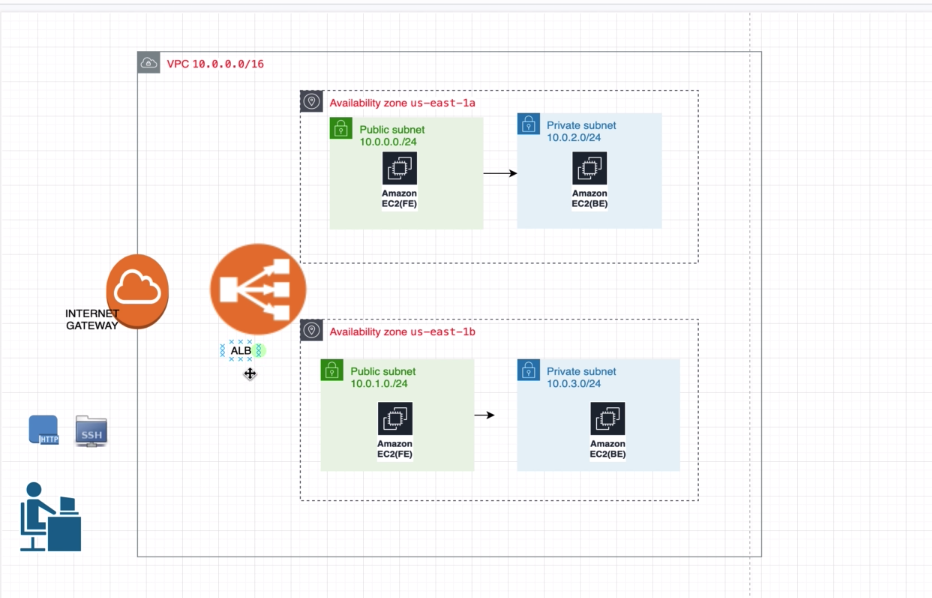 VPC 10.0.0.0/16
Availability zone us-east-1a
Public subnet
10.0.0.0./24
Private subnet
10.0.2.0/24
Amazon
EC2(FE)
Amazon
EC2(BE)
INTERNET
GATEWAY
ALB
Availability zone us-east-1b
Public subnet
10.0.1.0./24
Private subnet
10.0.3.0/24
Amazon
EC2(FE)
Amazon
EC2(BE)
HTTP
SSH